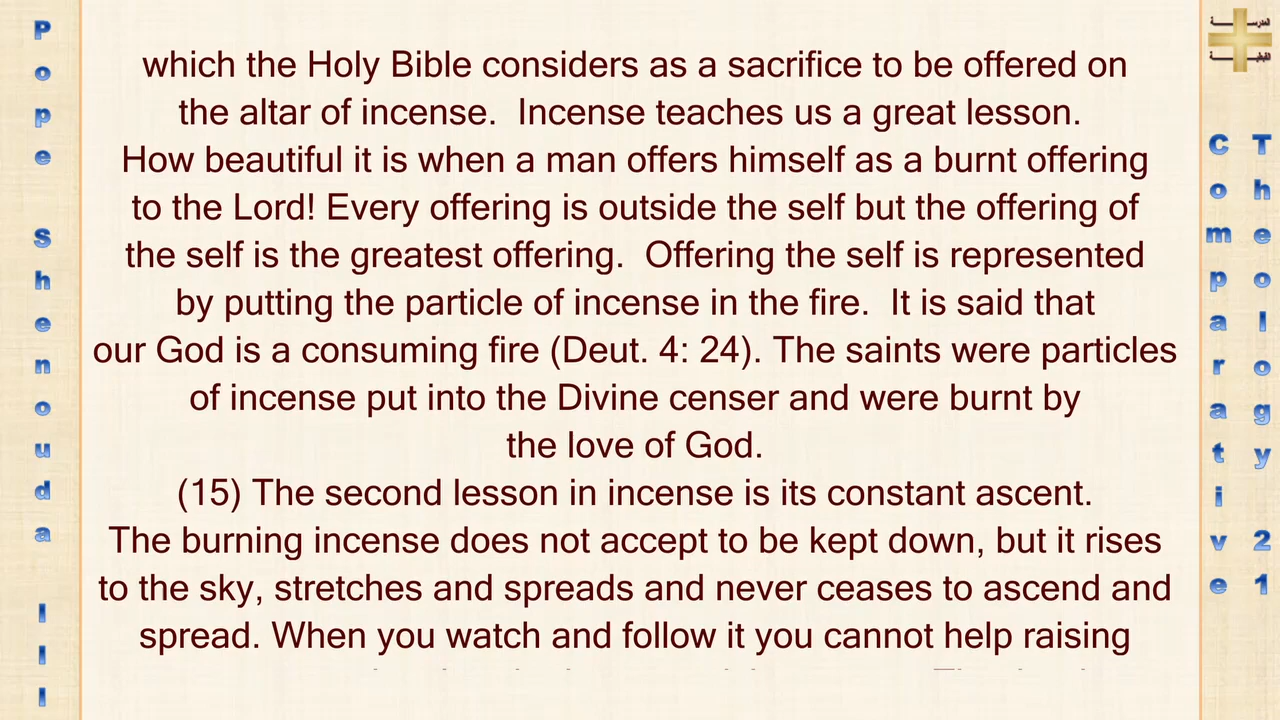 Pope Shenouda III
which the Holy Bible considers as a sacrifice to be offered on
the altar of incense.  Incense teaches us a great lesson.
How beautiful it is when a man offers himself as a burnt offering
to the Lord! Every offering is outside the self but the offering of
the self is the greatest offering.  Offering the self is represented
by putting the particle of incense in the fire.  It is said that
our God is a consuming fire (Deut. 4: 24). The saints were particles
of incense put into the Divine censer and were burnt by
the love of God.
(15) The second lesson in incense is its constant ascent.
The burning incense does not accept to be kept down, but it rises
to the sky, stretches and spreads and never ceases to ascend and
spread. When you watch and follow it you cannot help raising
Comparative
Theology 21